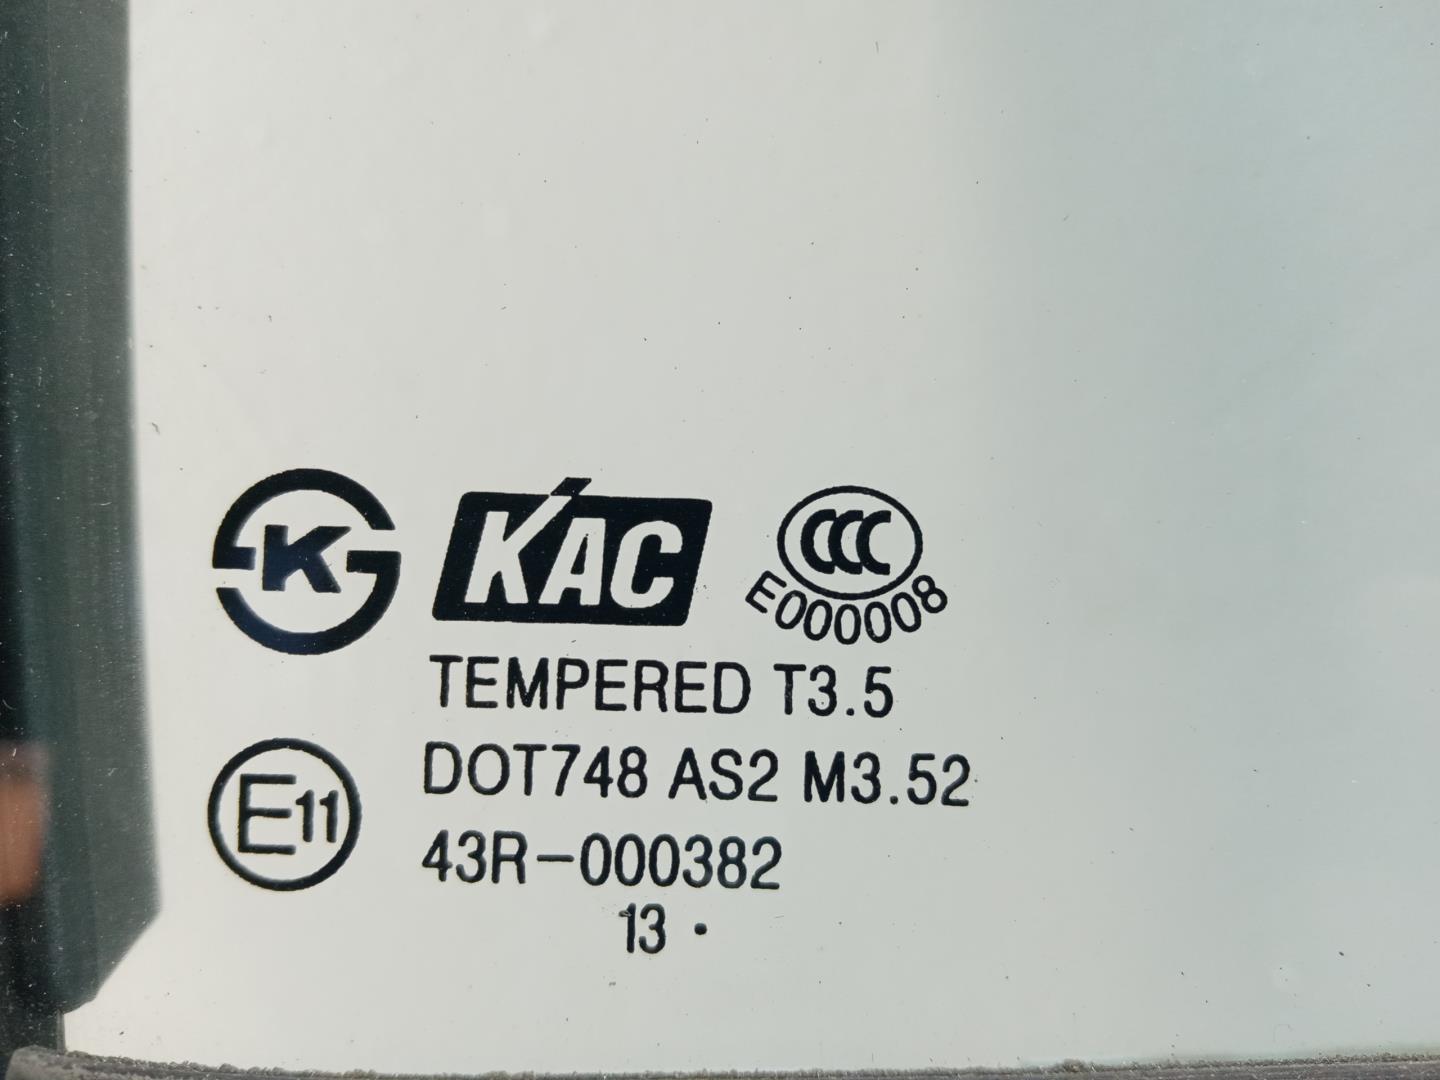 K
KAC
CCC
E000008
TEMPERED T3.5
E11
DOT748 AS2 M3.52
43R-000382
13 •